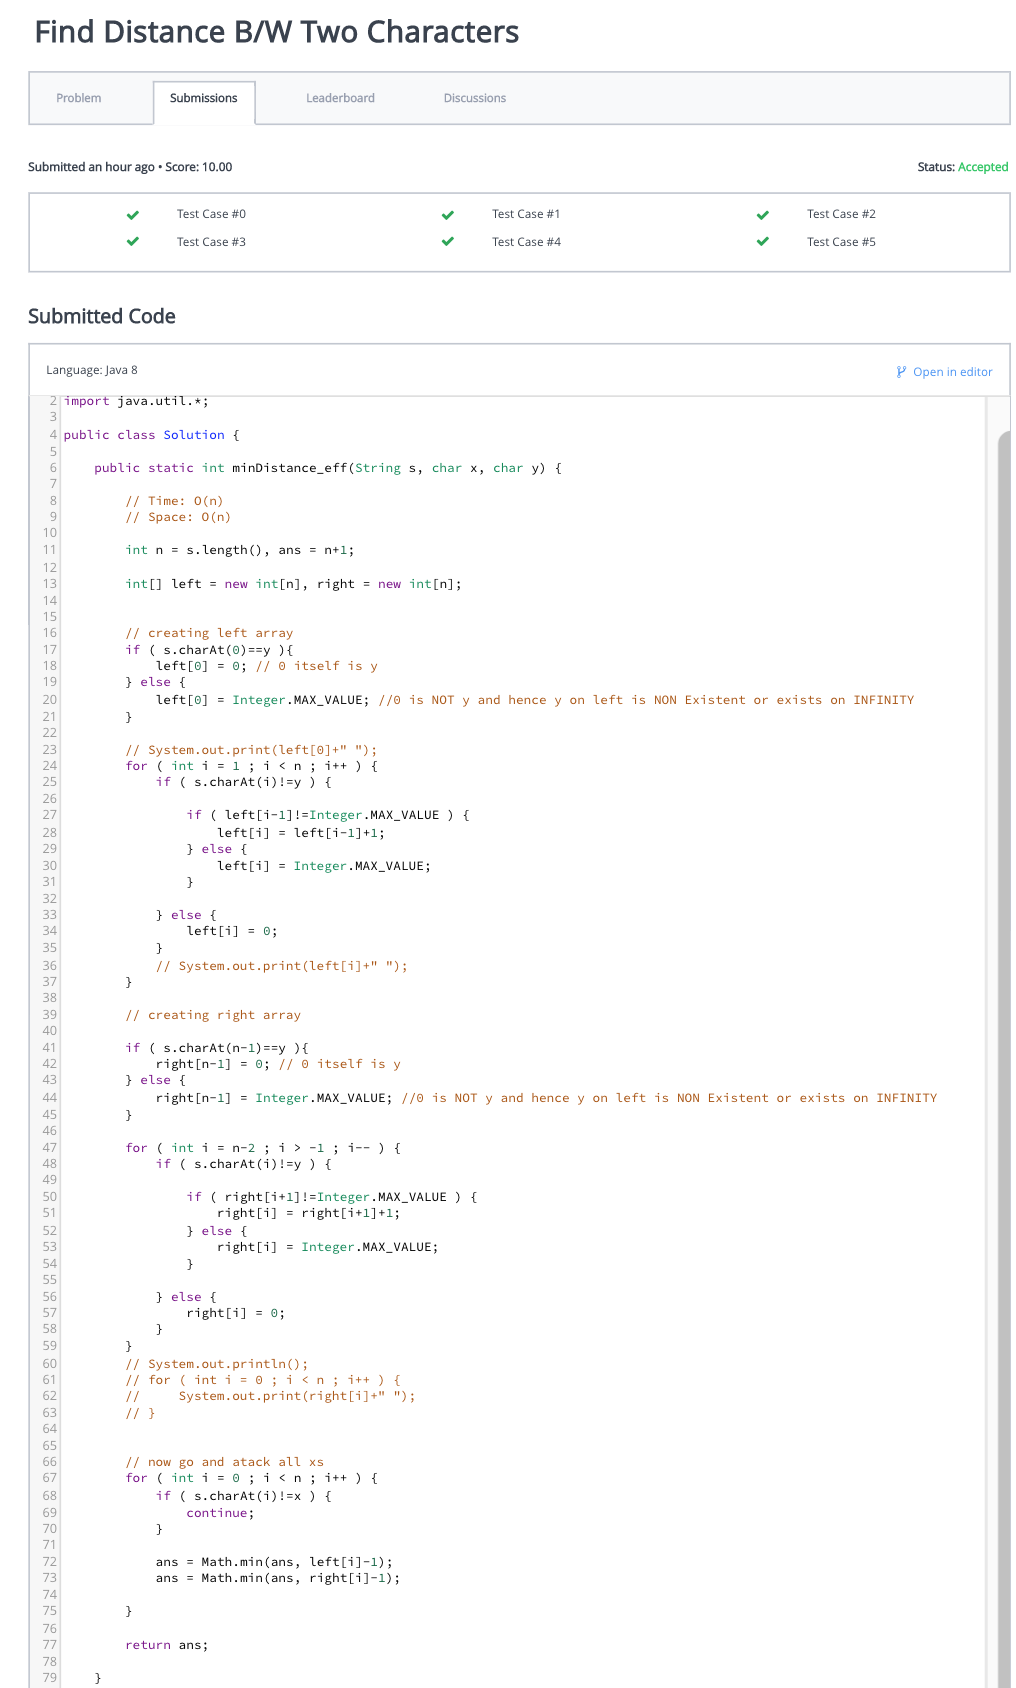 Find Distance B/W Two Characters
Problem Submissions Leaderboard Discussions
Submitted an hour ago • Score: 10.00 Status: Accepted
Test Case #0 Test Case #1 Test Case #2
Test Case #3 Test Case #4 Test Case #5
Submitted Code
Language: Java 8 Open in editor
2 import java.util.*;
3
4 public class Solution {
5
6     public static int minDistance_eff(String s, char x, char y) {
7
8         // Time: O(n)
9         // Space: O(n)
10
11         int n = s.length(), ans = n+1;
12
13         int[] left = new int[n], right = new int[n];
14
15
16         // creating left array
17         if ( s.charAt(0)==y ){
18             left[0] = 0; // 0 itself is y
19         } else {
20             left[0] = Integer.MAX_VALUE; //0 is NOT y and hence y on left is NON Existent or exists on INFINITY
21         }
22
23         // System.out.print(left[0]+" ");
24         for ( int i = 1 ; i < n ; i++ ) {
25             if ( s.charAt(i)!=y ) {
26
27                 if ( left[i-1]!=Integer.MAX_VALUE ) {
28                     left[i] = left[i-1]+1;
29                 } else {
30                     left[i] = Integer.MAX_VALUE;
31                 }
32
33             } else {
34                 left[i] = 0;
35             }
36             // System.out.print(left[i]+" ");
37         }
38
39         // creating right array
40
41         if ( s.charAt(n-1)==y ){
42             right[n-1] = 0; // 0 itself is y
43         } else {
44             right[n-1] = Integer.MAX_VALUE; //0 is NOT y and hence y on left is NON Existent or exists on INFINITY
45         }
46
47         for ( int i = n-2 ; i > -1 ; i-- ) {
48             if ( s.charAt(i)!=y ) {
49
50                 if ( right[i+1]!=Integer.MAX_VALUE ) {
51                     right[i] = right[i+1]+1;
52                 } else {
53                     right[i] = Integer.MAX_VALUE;
54                 }
55
56             } else {
57                 right[i] = 0;
58             }
59         }
60         // System.out.println();
61         // for ( int i = 0 ; i < n ; i++ ) {
62         //     System.out.print(right[i]+" ");
63         // }
64
65
66         // now go and atack all xs
67         for ( int i = 0 ; i < n ; i++ ) {
68             if ( s.charAt(i)!=x ) {
69                 continue;
70             }
71
72             ans = Math.min(ans, left[i]-1);
73             ans = Math.min(ans, right[i]-1);
74
75         }
76
77         return ans;
78
79     }